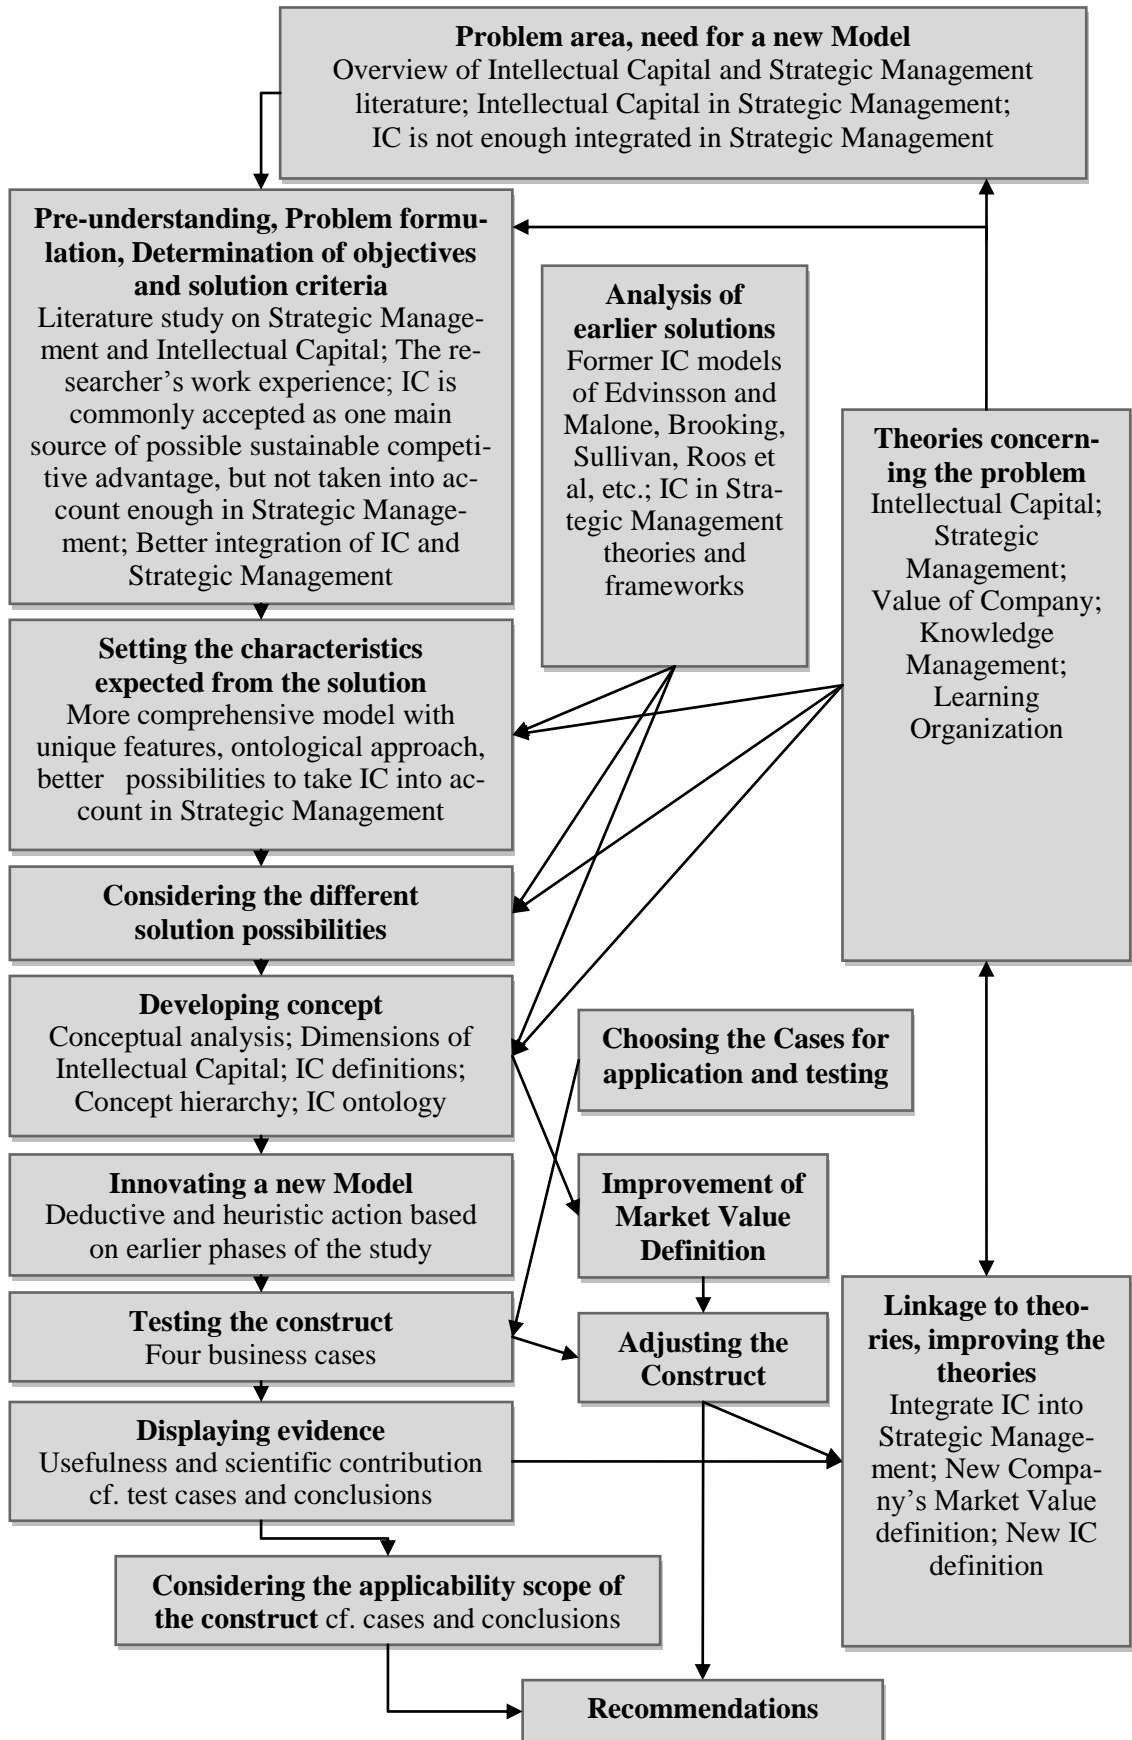 Problem area, need for a new Model
Overview of Intellectual Capital and Strategic Management
literature; Intellectual Capital in Strategic Management;
IC is not enough integrated in Strategic Management
Pre-understanding, Problem formu-
lation, Determination of objectives
and solution criteria
Literature study on Strategic Manage-
ment and Intellectual Capital; The re-
searcher's work experience; IC is
commonly accepted as one main
source of possible sustainable competi-
tive advantage, but not taken into ac-
count enough in Strategic Manage-
ment; Better integration of IC and
Strategic Management
Analysis of
earlier solutions
Former IC models
of Edvinsson and
Malone, Brooking,
Sullivan, Roos et
al, etc.; IC in Stra-
tegic Management
theories and
frameworks
Theories concern-
ing the problem
Intellectual Capital;
Strategic
Management;
Value of Company;
Knowledge
Management;
Learning
Organization
Setting the characteristics
expected from the solution
More comprehensive model with
unique features, ontological approach,
better possibilities to take IC into ac-
count in Strategic Management
Considering the different
solution possibilities
Developing concept
Conceptual analysis; Dimensions of
Intellectual Capital; IC definitions;
Concept hierarchy; IC ontology
Choosing the Cases for
application and testing
Innovating a new Model
Deductive and heuristic action based
on earlier phases of the study
Improvement of
Market Value
Definition
Testing the construct
Four business cases
Adjusting the
Construct
Linkage to theo-
ries, improving the
theories
Integrate IC into
Strategic Manage-
ment; New Compa-
ny's Market Value
definition; New IC
definition
Displaying evidence
Usefulness and scientific contribution
cf. test cases and conclusions
Considering the applicability scope of
the construct cf. cases and conclusions
Recommendations